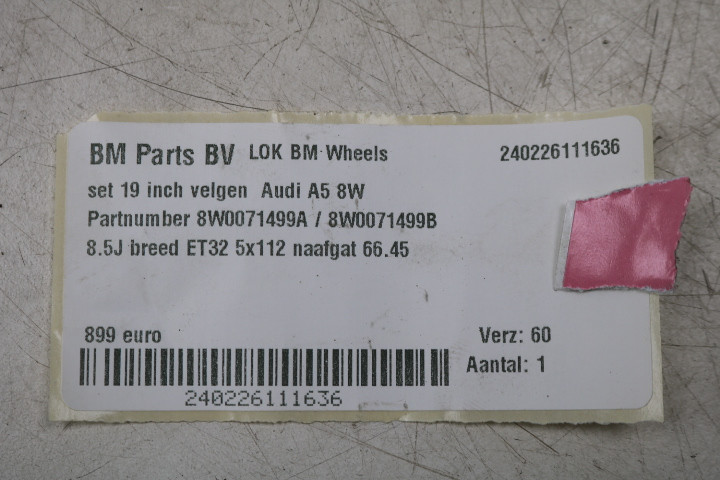 BM Parts BV LOK BM Wheels 240226111636
set 19 inch velgen Audi A5 8W
Partnumber 8W0071499A / 8W0071499B
8.5J breed ET32 5x112 naafgat 66.45
899 euro Verz: 60
Aantal: 1
240226111636